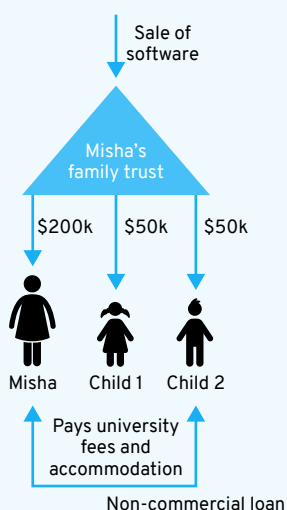 Sale of
software
Misha's
family trust
$200k
$50k
$50k
Misha
Child 1
Child 2
Pays university
fees and
accommodation
Non-commercial loan